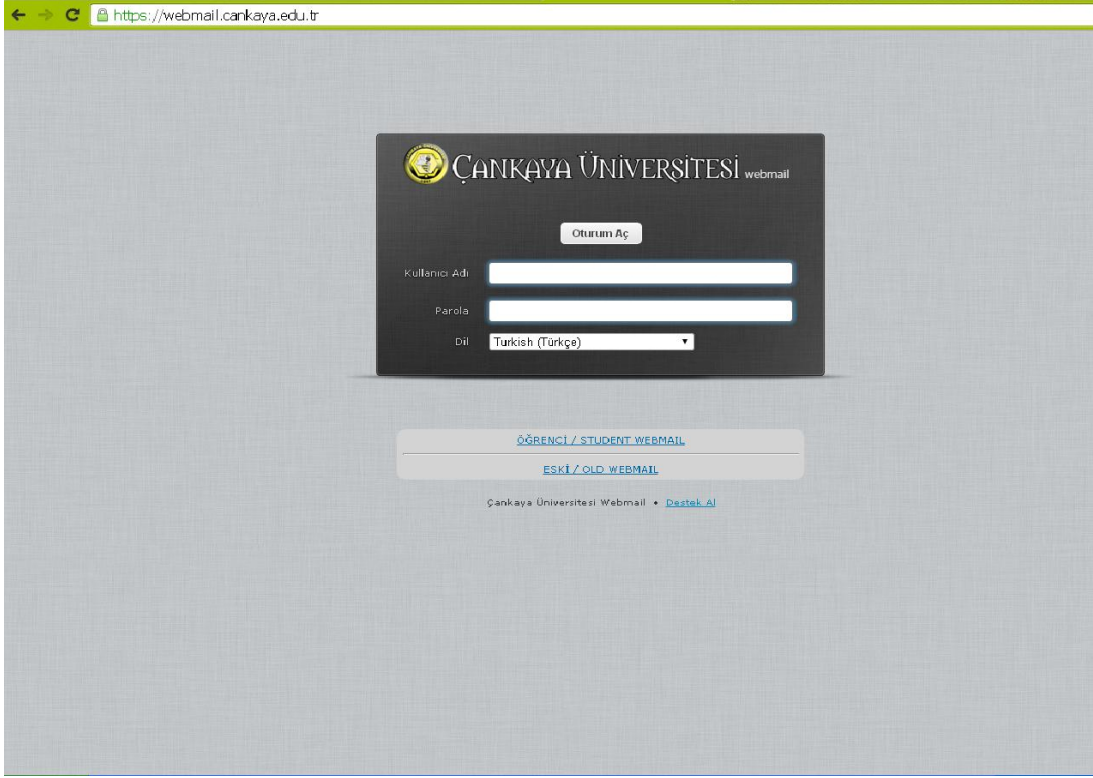 https://webmail.cankaya.edu.tr
ÇANKAYA ÜNİVERSİTESİ webmail
Oturum Aç
Kullanıcı Adı
Parola
Dil Turkish (Türkçe)
ÖĞRENCİ / STUDENT WEBMAIL
ESKİ / OLD WEBMAIL
Çankaya Üniversitesi Webmail • Destek Al